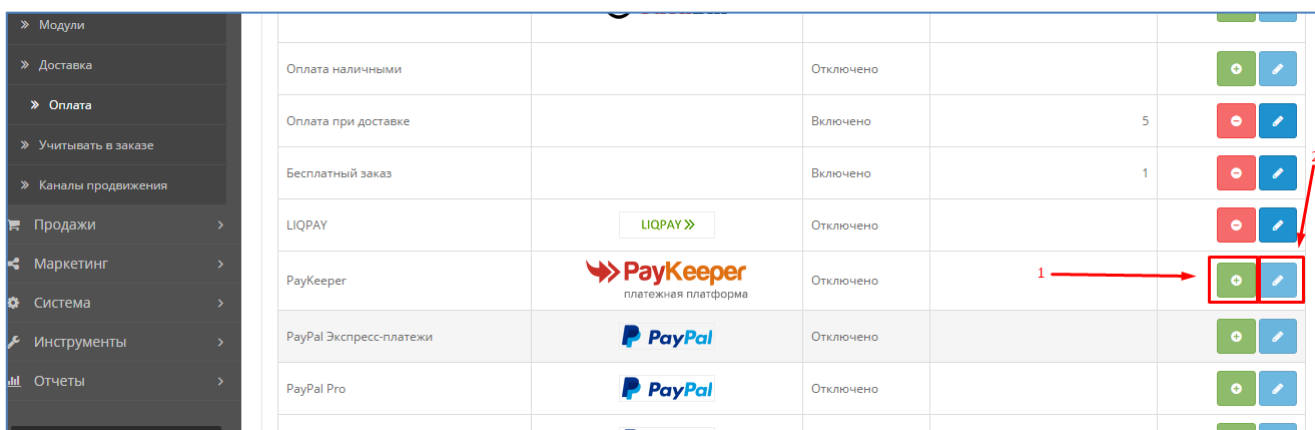 Модули
Доставка
Оплата
Учитывать в заказе
Каналы продвижения
Продажи
Маркетинг
Система
Инструменты
Отчеты
Оплата наличными Отключено
Оплата при доставке Включено 5
Бесплатный заказ Включено 1
2
LIQPAY LIQPAY Отключено
PayKeeper PayKeeper Отключено 1
платежная платформа
PayPal Экспресс-платежи PayPal Отключено
PayPal Pro PayPal Отключено